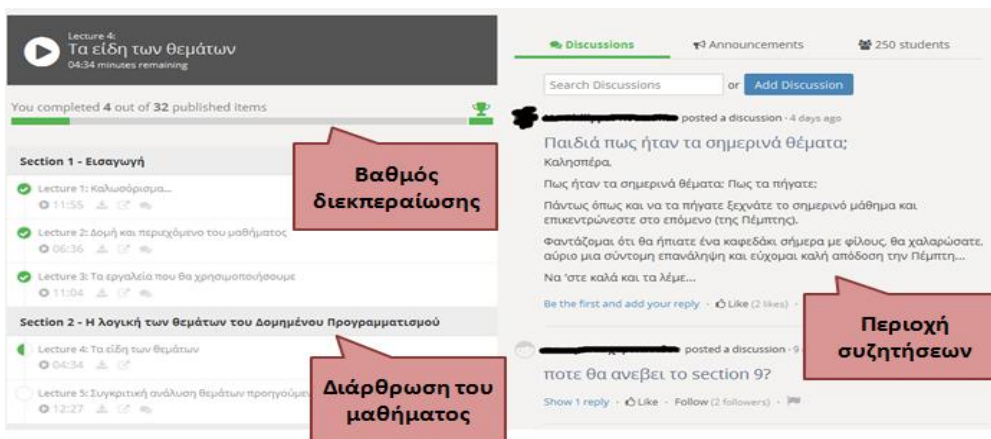 Lecture 4:
Τα είδη των θεμάτων
04:34 minutes remaining
You completed 4 out of 32 published items
Section 1 - Εισαγωγή
Lecture 1: Καλωσόρισμα...
11:55
Lecture 2: Δομή και περιεχόμενο του μαθήματος
06:36
Lecture 3: Τα εργαλεία που θα χρησιμοποιήσουμε
11:04
Section 2 - Η λογική των θεμάτων του Δομημένου Προγραμματισμού
Lecture 4: Τα είδη των θεμάτων
04:34
Lecture 5: Συγκριτική ανάλυση θεμάτων
12:27
Βαθμός
διεκπεραίωσης
Διάρθρωση του
μαθήματος
Discussions Announcements 250 students
Search Discussions or Add Discussion
posted a discussion · 4 days ago
Παιδιά πως ήταν τα σημερινά θέματα;
Καλησπέρα,
Πως ήταν τα σημερινά θέματα; Πως τα πήγατε;
Πάντως όπως και να τα πήγατε ξεχνάτε το σημερινό μάθημα και
επικεντρώνεστε στο επόμενο (της Πέμπτης).
Φαντάζομαι ότι θα ήπιατε ένα καφεδάκι σήμερα με φίλους, θα χαλαρώσατε,
αύριο μια σύντομη επανάληψη και εύχομαι καλή απόδοση την Πέμπτη...
Να 'στε καλά και τα λέμε...
Be the first and add your reply · Like (2 likes) ·
Περιοχή
συζητήσεων
posted a discussion · 9
ποτε θα ανεβει το section 9?
Show 1 reply · Like · Follow (2 followers) ·